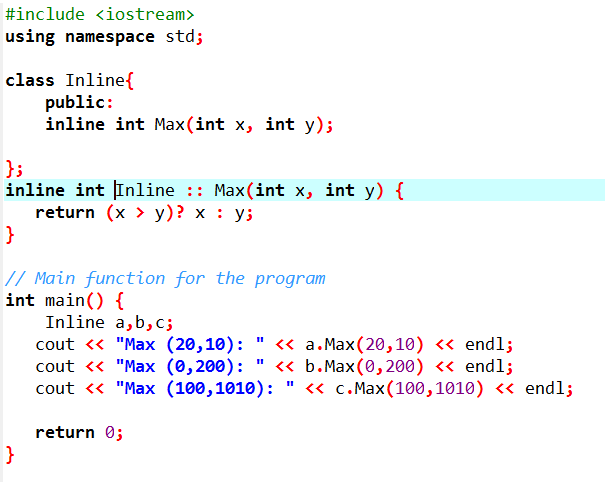 #include <iostream>
using namespace std;
class Inline{
public:
inline int Max(int x, int y);
};
inline int Inline :: Max(int x, int y) {
return (x > y)? x : y;
}
// Main function for the program
int main() {
Inline a,b,c;
cout << "Max (20,10): " << a.Max(20,10) << endl;
cout << "Max (0,200): " << b.Max(0,200) << endl;
cout << "Max (100,1010): " << c.Max(100,1010) << endl;
return 0;
}